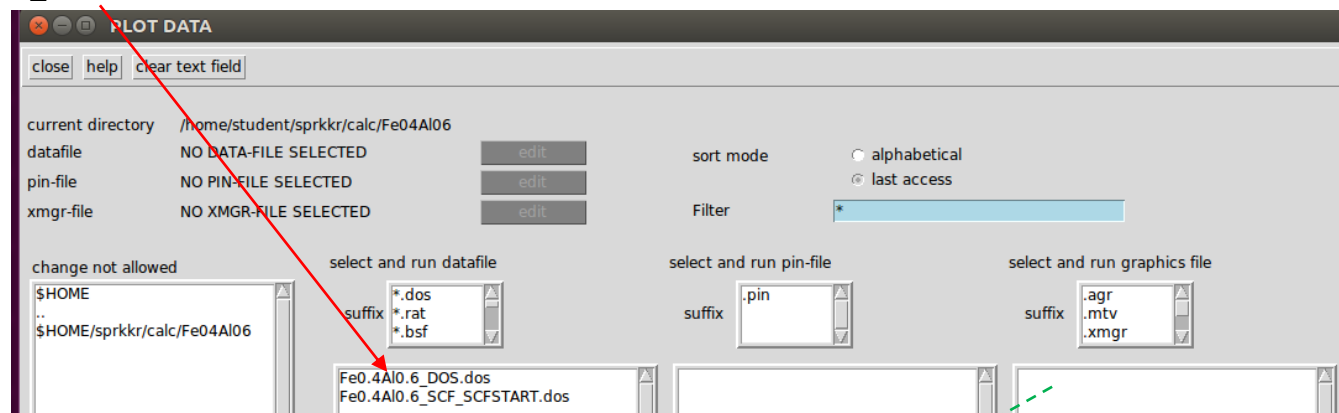 PLOT DATA
close help clear text field
current directory /home/student/sprkkr/calc/Fe04Al06
datafile NO DATA-FILE SELECTED edit sort mode alphabetical
pin-file NO PIN-FILE SELECTED edit last access
xmgr-file NO XMGR-FILE SELECTED edit Filter *
change not allowed select and run datafile select and run pin-file select and run graphics file
$HOME
..
$HOME/sprkkr/calc/Fe04Al06
suffix *.dos
*.rat
*.bsf
suffix .pin
suffix .agr
.mtv
.xmgr
Fe0.4Al0.6_DOS.dos
Fe0.4Al0.6_SCF_SCFSTART.dos